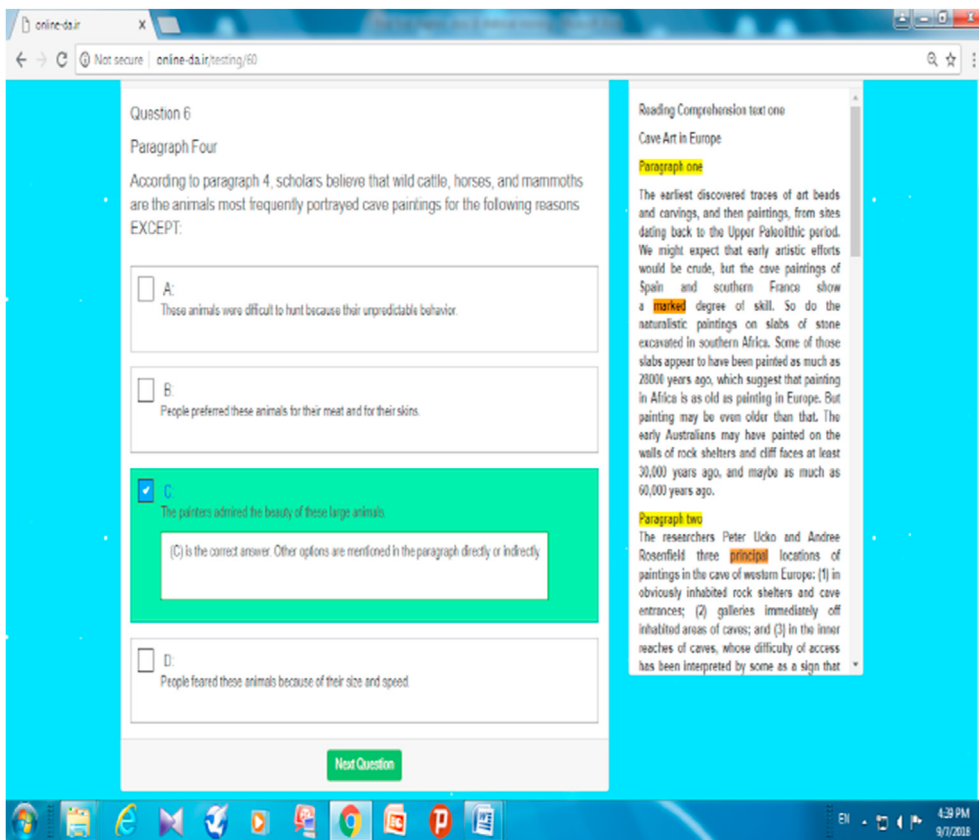 online-da.ir
Not secure | online-da.ir/testing/60
Question 6
Paragraph Four
According to paragraph 4, scholars believe that wild cattle, horses, and mammoths
are the animals most frequently portrayed cave paintings for the following reasons
EXCEPT:
A:
These animals were difficult to hunt because their unpredictable behavior.
B:
People preferred these animals for their meat and for their skins.
C:
The painters admired the beauty of these large animals.
(C) is the correct answer. Other options are mentioned in the paragraph directly or indirectly
D:
People feared these animals because of their size and speed.
Next Question
Reading Comprehension text one
Cave Art in Europe
Paragraph one
The earliest discovered traces of art beads
and carvings, and then paintings, from sites
dating back to the Upper Paleolithic period.
We might expect that early artistic efforts
would be crude, but the cave paintings of
Spain and southern France show
a marked degree of skill. So do the
naturalistic paintings on slabs of stone
excavated in southern Africa. Some of those
slabs appear to have been painted as much as
28000 years ago, which suggest that painting
in Africa is as old as painting in Europe. But
painting may be even older than that. The
early Australians may have painted on the
walls of rock shelters and cliff faces at least
30,000 years ago, and maybe as much as
60,000 years ago.
Paragraph two
The researchers Peter Ucko and Andree
Rosenfield three principal locations of
paintings in the cave of western Europe: (1) in
obviously inhabited rock shelters and cave
entrances; (2) galleries immediately off
inhabited areas of caves; and (3) in the inner
reaches of caves, whose difficulty of access
has been interpreted by some as a sign that
EN
4:39 PM
9/7/2018